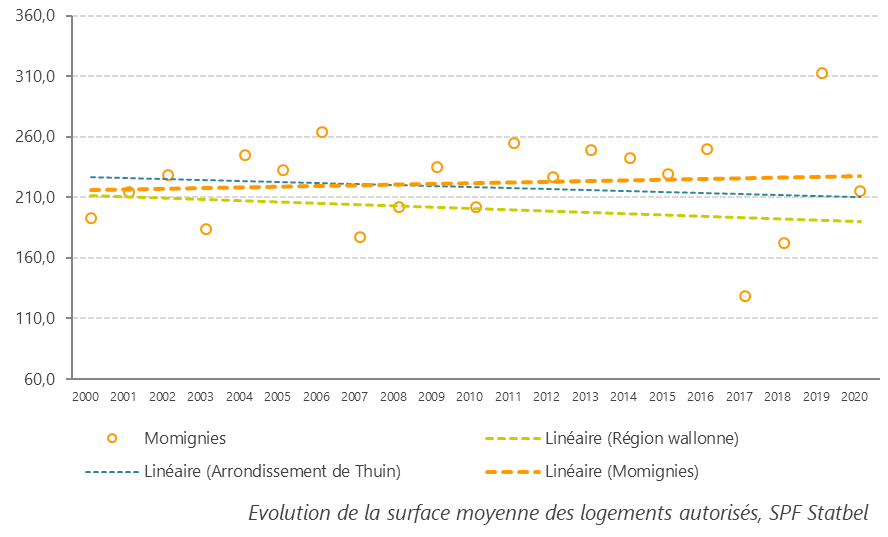 360,0
310,0
260,0
210,0
160,0
110,0
60,0
2000 2001 2002 2003 2004 2005 2006 2007 2008 2009 2010 2011 2012 2013 2014 2015 2016 2017 2018 2019 2020
Momignies Linéaire (Région wallonne)
Linéaire (Arrondissement de Thuin) Linéaire (Momignies)
Evolution de la surface moyenne des logements autorisés, SPF Statbel